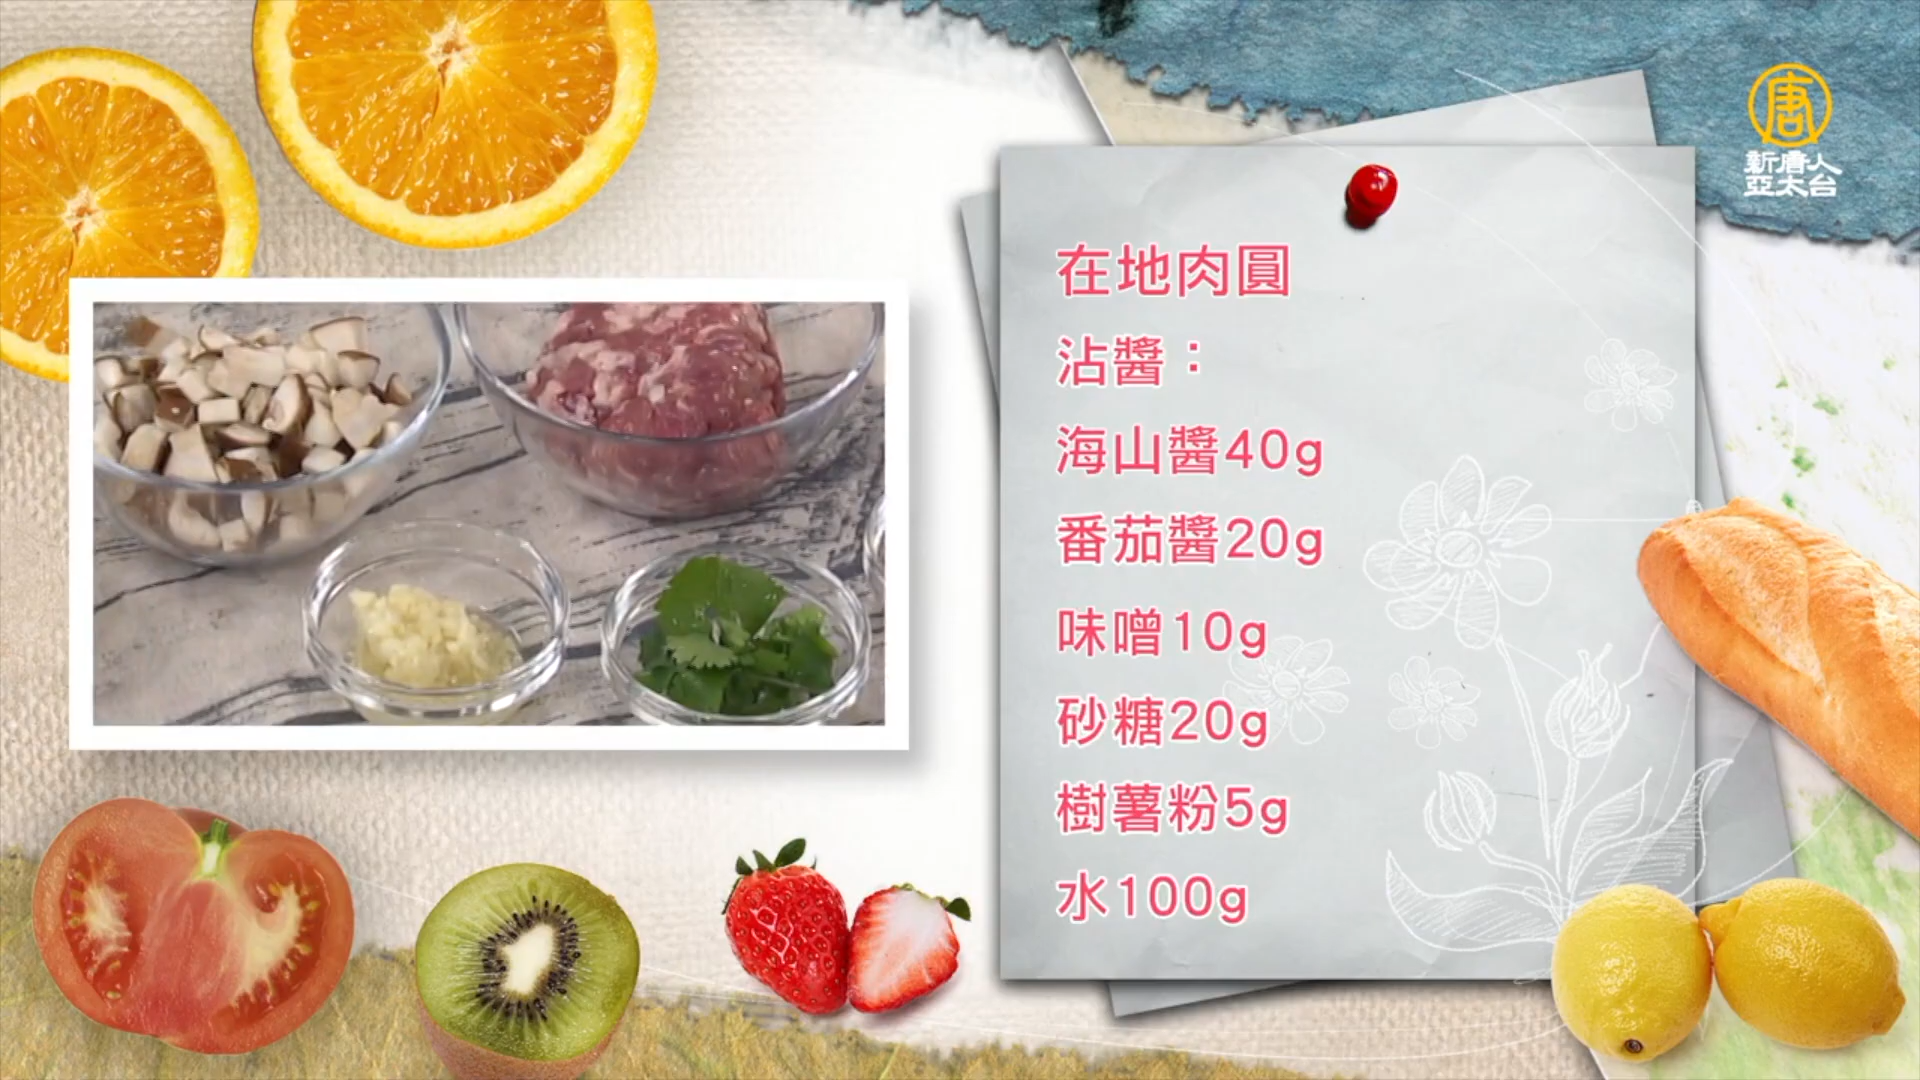 唐
新唐人
亞太台
在地肉圓
沾醬：
海山醬40g
番茄醬20g
味噌10g
砂糖20g
樹薯粉5g
水100g